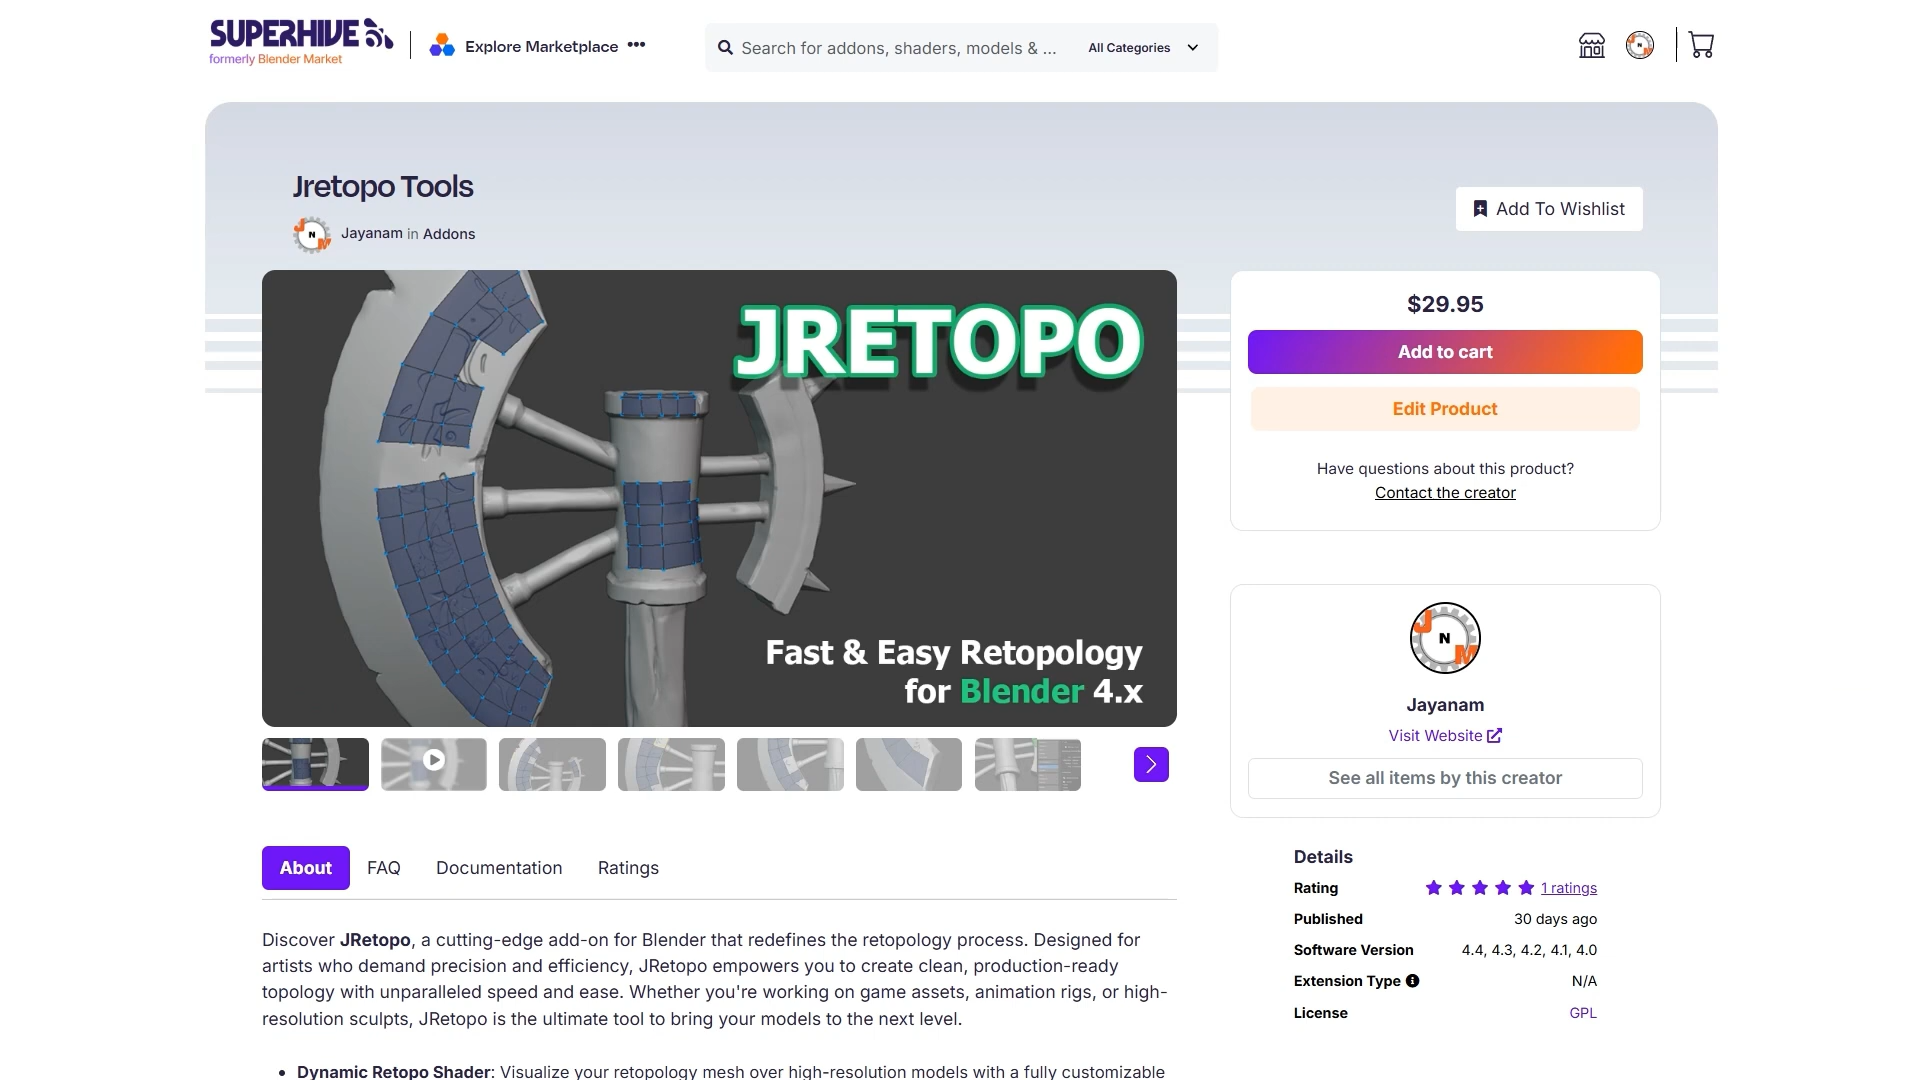 SUPERHIVE
formerly Blender Market
Explore Marketplace •••
Search for addons, shaders, models & ...
All Categories
J N M
Jretopo Tools
J N M
Jayanam in Addons
Add To Wishlist
JRETOPO
Fast & Easy Retopology
for Blender 4.x
$29.95
Add to cart
Edit Product
Have questions about this product?
Contact the creator
J N M
Jayanam
Visit Website
See all items by this creator
About
FAQ
Documentation
Ratings
Discover JRetopo, a cutting-edge add-on for Blender that redefines the retopology process. Designed for
artists who demand precision and efficiency, JRetopo empowers you to create clean, production-ready
topology with unparalleled speed and ease. Whether you're working on game assets, animation rigs, or high-
resolution sculpts, JRetopo is the ultimate tool to bring your models to the next level.
• Dynamic Retopo Shader: Visualize your retopology mesh over high-resolution models with a fully customizable
Details
Rating 1 ratings
Published 30 days ago
Software Version 4.4, 4.3, 4.2, 4.1, 4.0
Extension Type N/A
License GPL